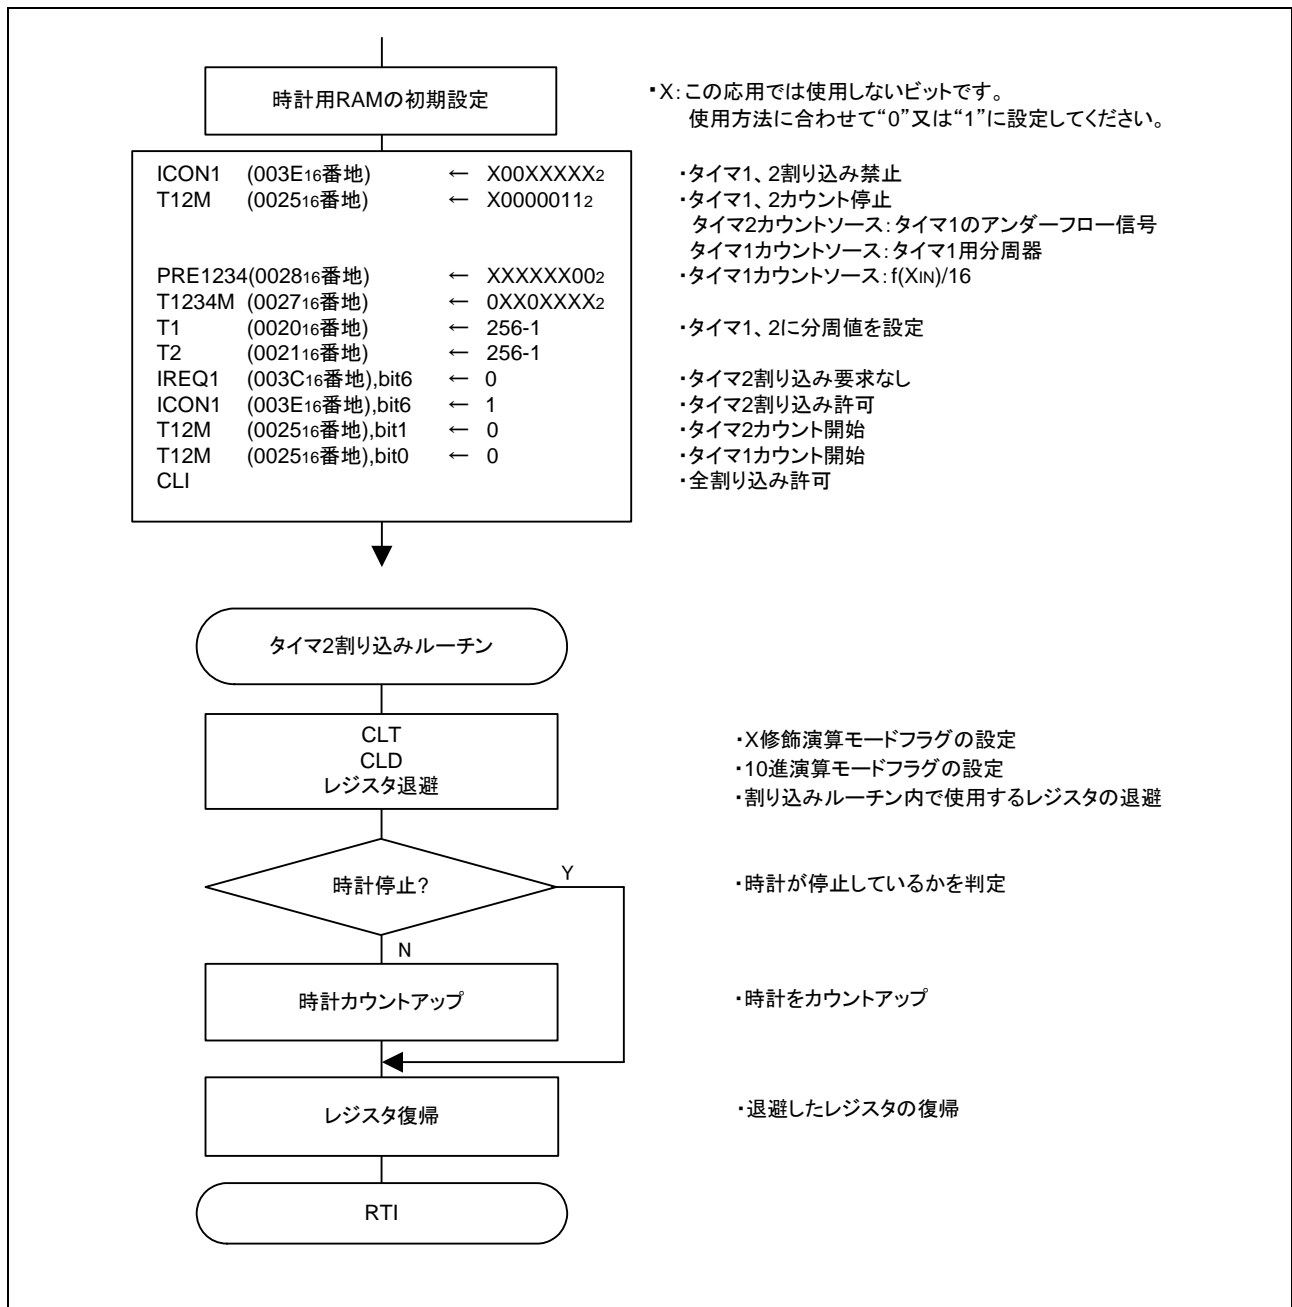 時計用RAMの初期設定
・X：この応用では使用しないビットです。
使用方法に合わせて“0”又は“1”に設定してください。
ICON1 (003E16番地) ← X00XXXXX2 ・タイマ1、2割り込み禁止
T12M (002516番地) ← X00000112 ・タイマ1、2カウント停止
タイマ2カウントソース：タイマ1のアンダーフロー信号
タイマ1カウントソース：タイマ1用分周器
PRE1234(002816番地) ← XXXXXX002 ・タイマ1カウントソース：f(XIN)/16
T1234M (002716番地) ← 0XX0XXXX2
T1 (002016番地) ← 256-1 ・タイマ1、2に分周値を設定
T2 (002116番地) ← 256-1
IREQ1 (003C16番地),bit6 ← 0 ・タイマ2割り込み要求なし
ICON1 (003E16番地),bit6 ← 1 ・タイマ2割り込み許可
T12M (002516番地),bit1 ← 0 ・タイマ2カウント開始
T12M (002516番地),bit0 ← 0 ・タイマ1カウント開始
CLI ・全割り込み許可
タイマ2割り込みルーチン
CLT ・X修飾演算モードフラグの設定
CLD ・10進演算モードフラグの設定
レジスタ退避 ・割り込みルーチン内で使用するレジスタの退避
時計停止? Y ・時計が停止しているかを判定
N
時計カウントアップ ・時計をカウントアップ
レジスタ復帰 ・退避したレジスタの復帰
RTI